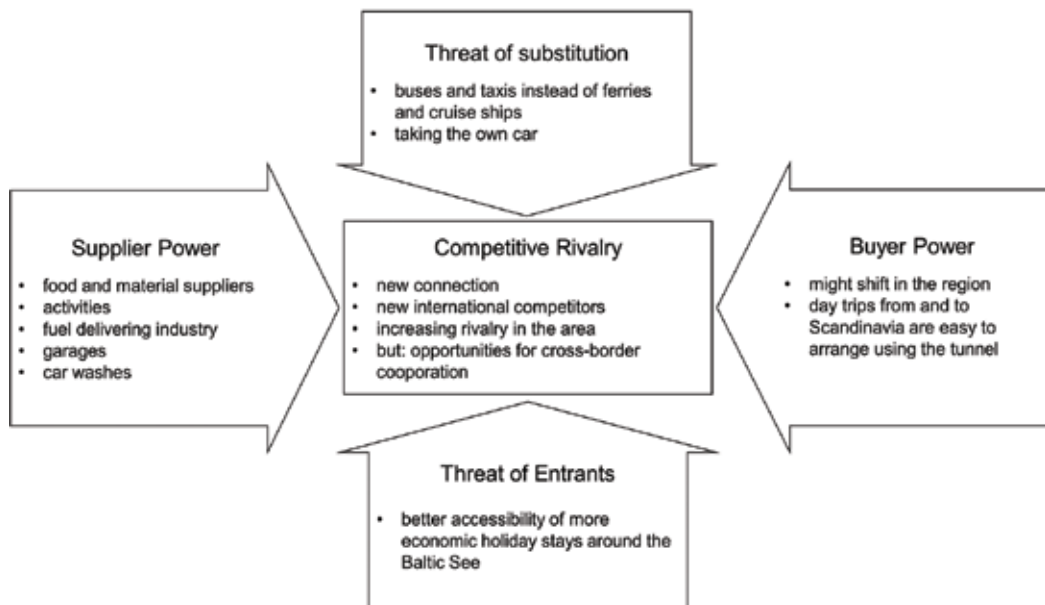 Threat of substitution
• buses and taxis instead of ferries
and cruise ships
• taking the own car
Supplier Power
• food and material suppliers
• activities
• fuel delivering industry
• garages
• car washes
Competitive Rivalry
• new connection
• new international competitors
• increasing rivalry in the area
• but: opportunities for cross-border
cooporation
Buyer Power
• might shift in the region
• day trips from and to
Scandinavia are easy to
arrange using the tunnel
Threat of Entrants
• better accessibility of more
economic holiday stays around the
Baltic See